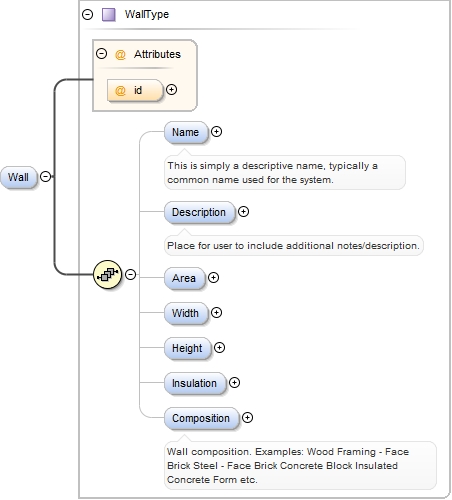 WallType
@ Attributes
@ id
Wall
Name
This is simply a descriptive name, typically a
common name used for the system.
Description
Place for user to include additional notes/description.
Area
Width
Height
Insulation
Composition
Wall composition. Examples: Wood Framing - Face
Brick Steel - Face Brick Concrete Block Insulated
Concrete Form etc.